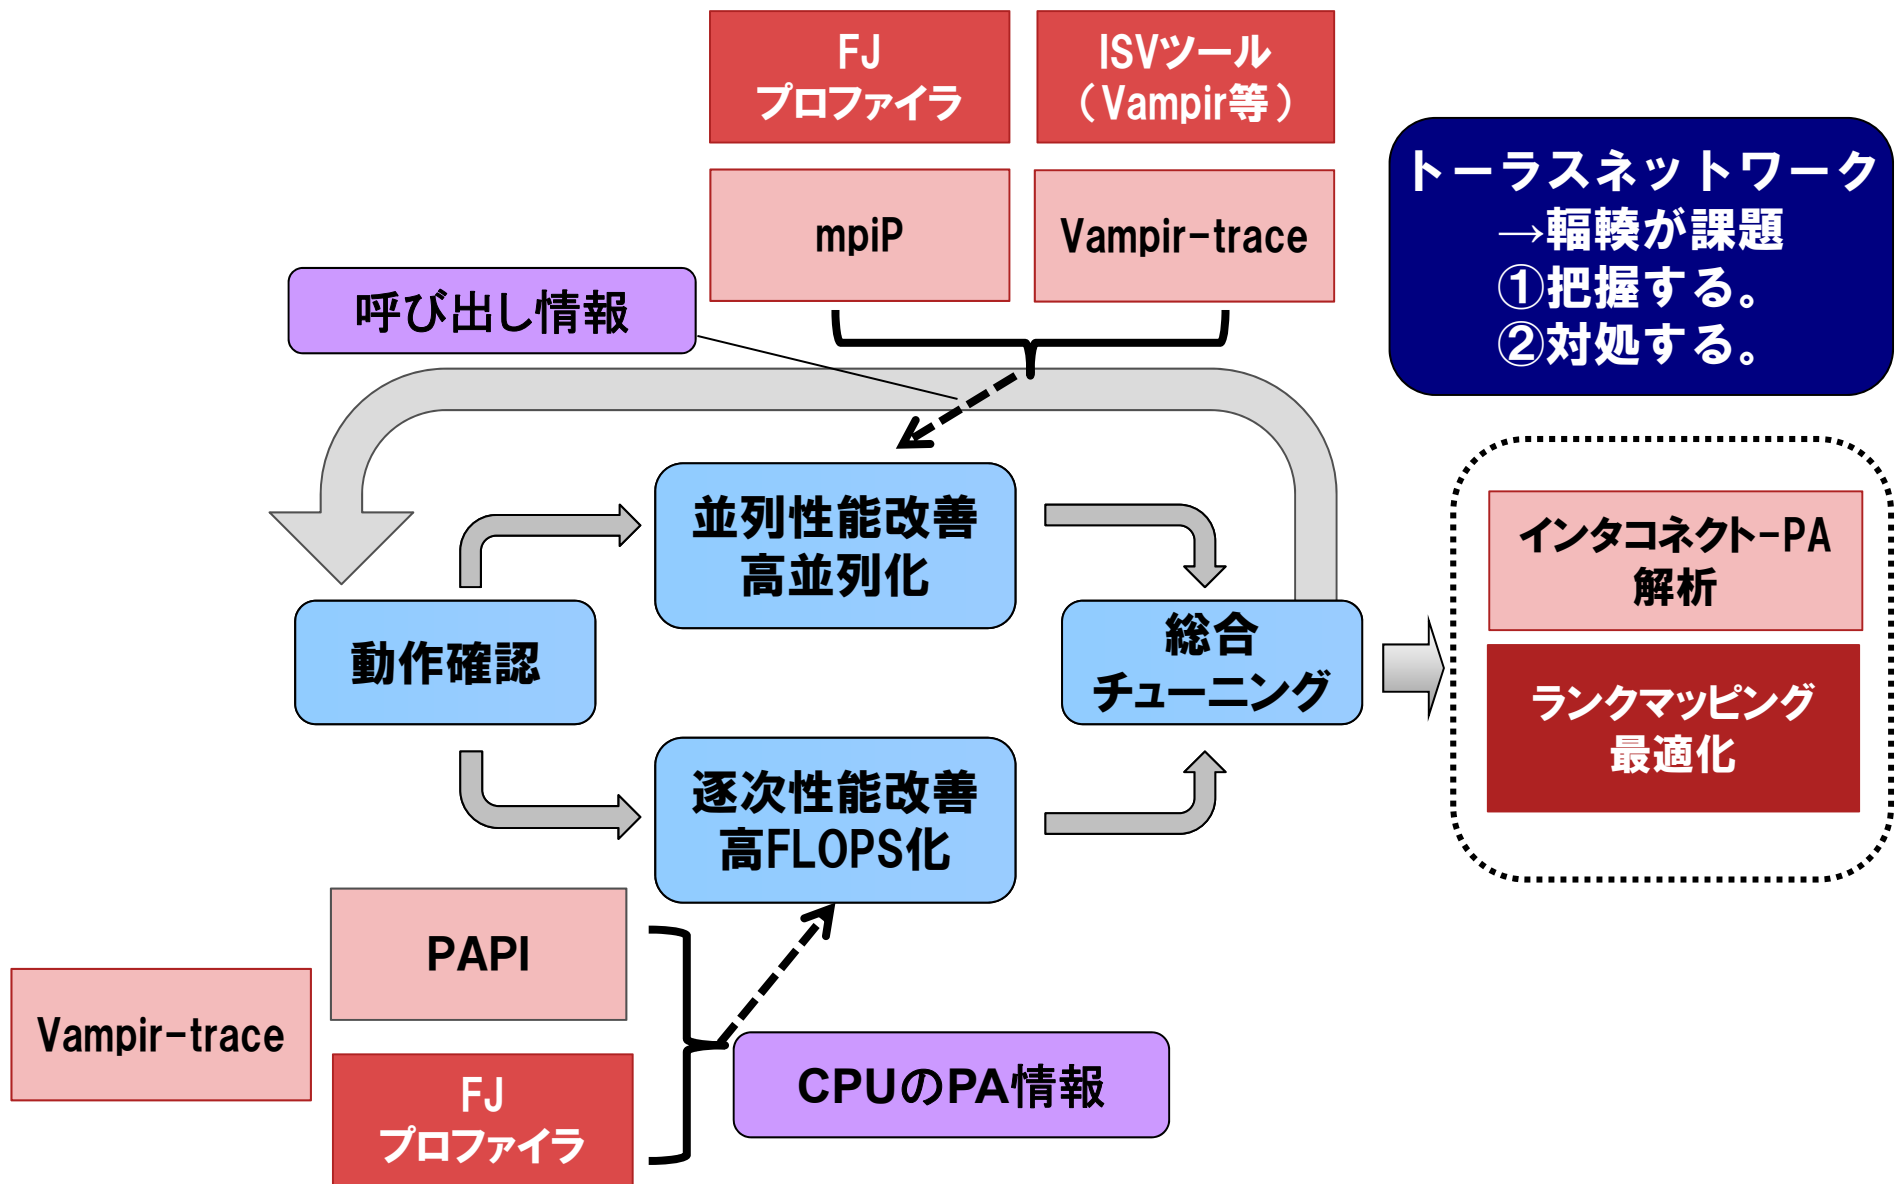 FJ
プロファイラ
ISVツール
（Vampir等）
mpiP
Vampir-trace
トーラスネットワーク
→輻輳が課題
①把握する。
②対処する。
呼び出し情報
並列性能改善
高並列化
動作確認
総合
チューニング
逐次性能改善
高FLOPS化
インタコネクト-PA
解析
ランクマッピング
最適化
PAPI
Vampir-trace
FJ
プロファイラ
CPUのPA情報